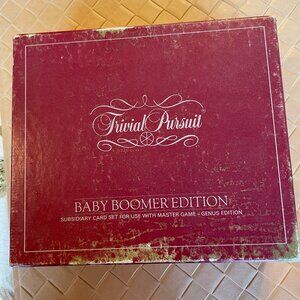 Trivial Pursuit
BABY BOOMER EDITION
SUBSIDIARY CARD SET FOR USE WITH MASTER GAME – GENUS EDITION